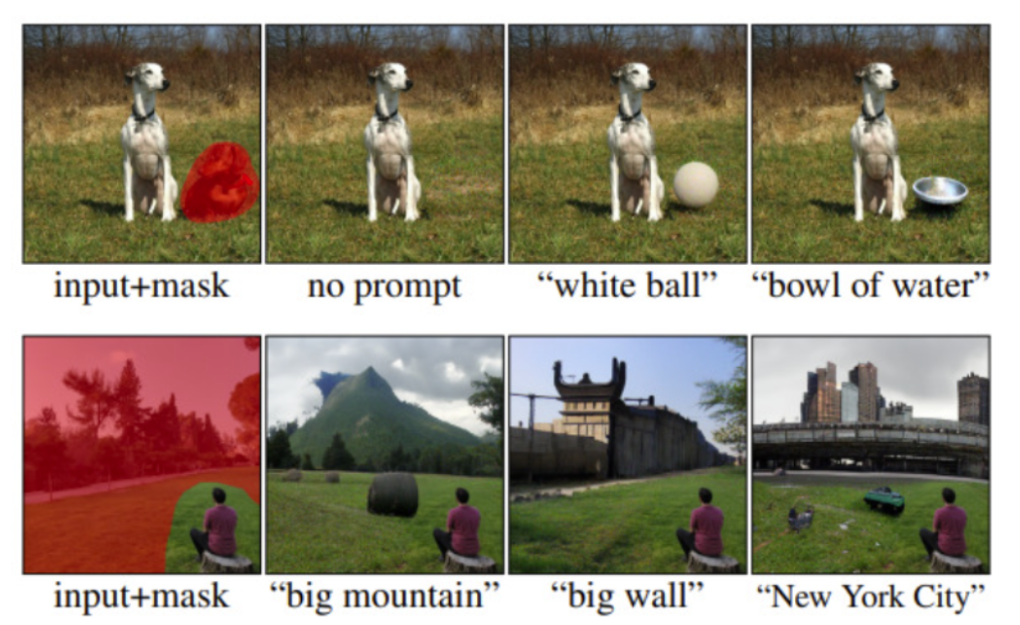 input+mask no prompt “white ball” “bowl of water”
input+mask “big mountain” “big wall” “New York City”